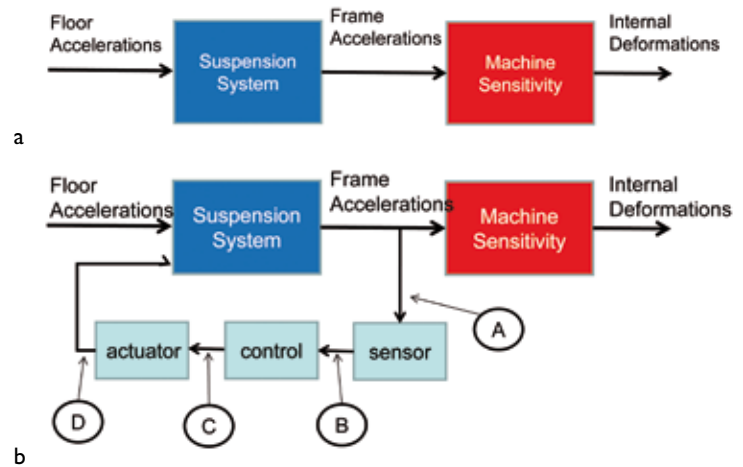 Floor
Accelerations
Suspension
System
Frame
Accelerations
Machine
Sensitivity
Internal
Deformations
a
Floor
Accelerations
Suspension
System
Frame
Accelerations
Machine
Sensitivity
Internal
Deformations
actuator
control
sensor
A
D
C
B
b